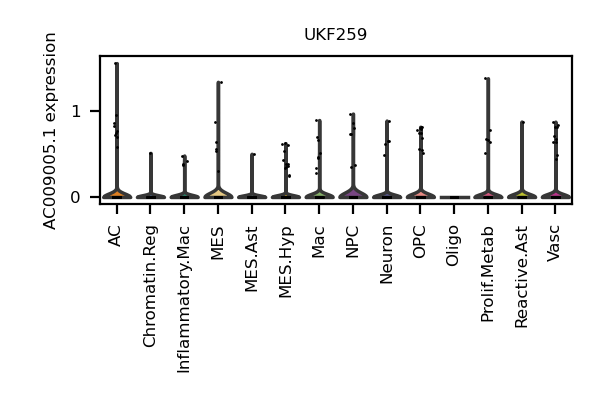 UKF259
AC009005.1 expression
1
0
AC
Chromatin.Reg
Inflammatory.Mac
MES
MES.Ast
MES.Hyp
Mac
NPC
Neuron
OPC
Oligo
Prolif.Metab
Reactive.Ast
Vasc